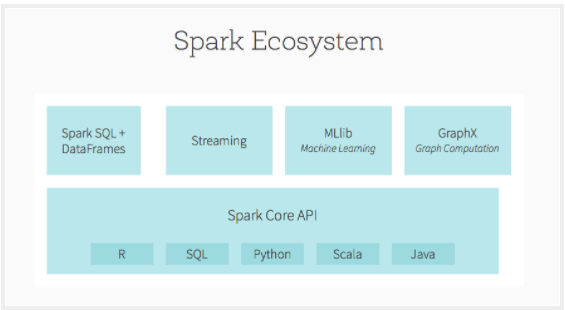 Spark Ecosystem
Spark SQL +
DataFrames
Streaming
MLlib
Machine Learning
GraphX
Graph Computation
Spark Core API
R
SQL
Python
Scala
Java